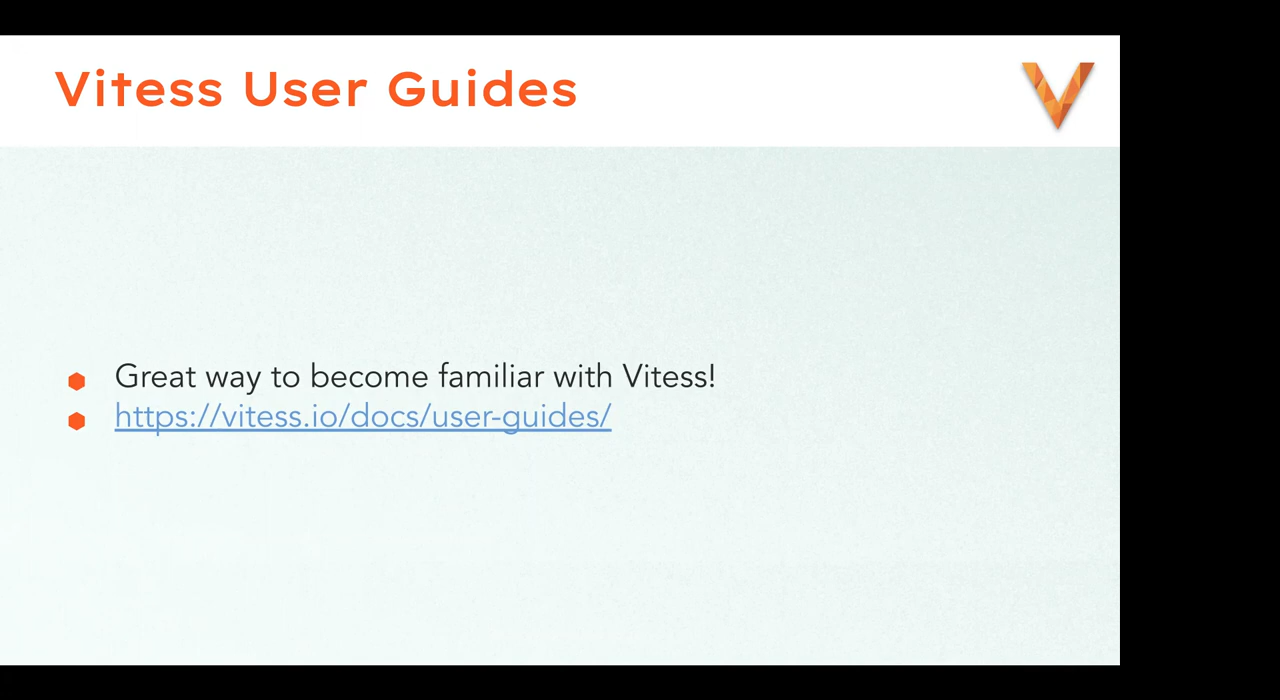 Vitess User Guides
Great way to become familiar with Vitess!
https://vitess.io/docs/user-guides/